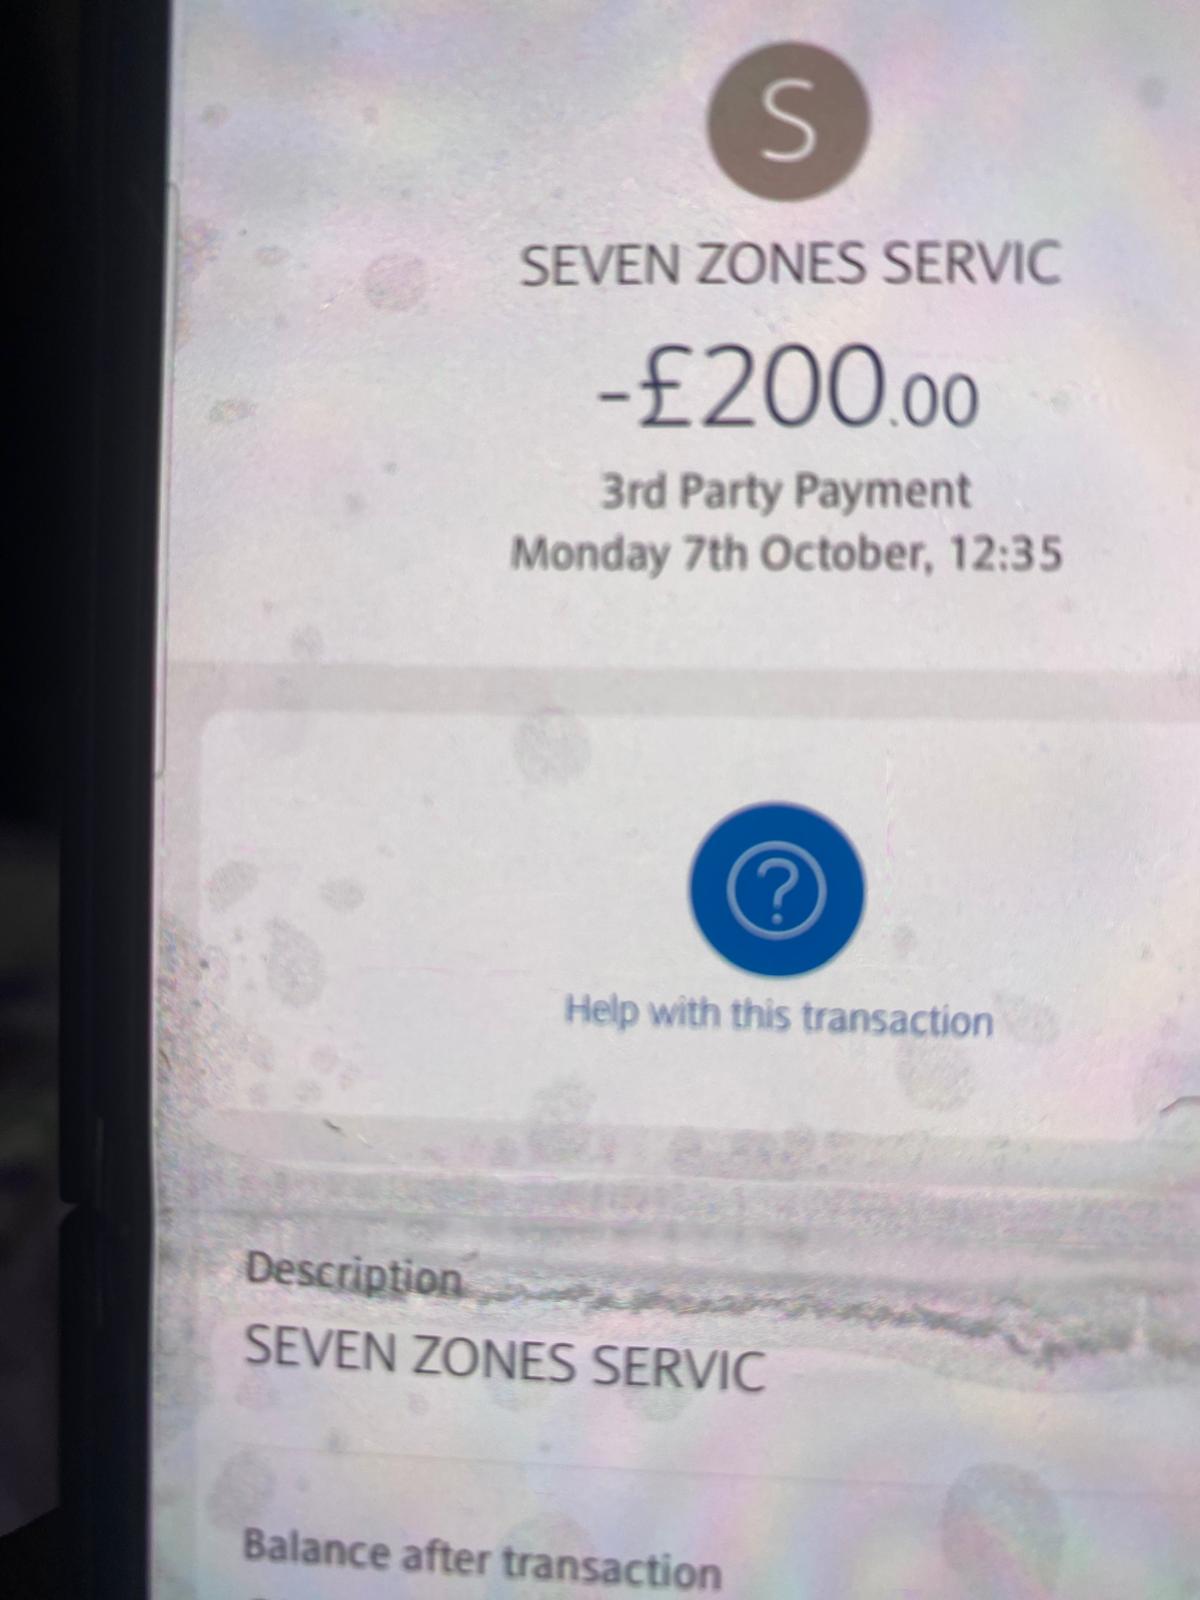 S
SEVEN ZONES SERVIC
-£200.00
3rd Party Payment
Monday 7th October, 12:35
?
Help with this transaction
Description
SEVEN ZONES SERVIC
Balance after transaction